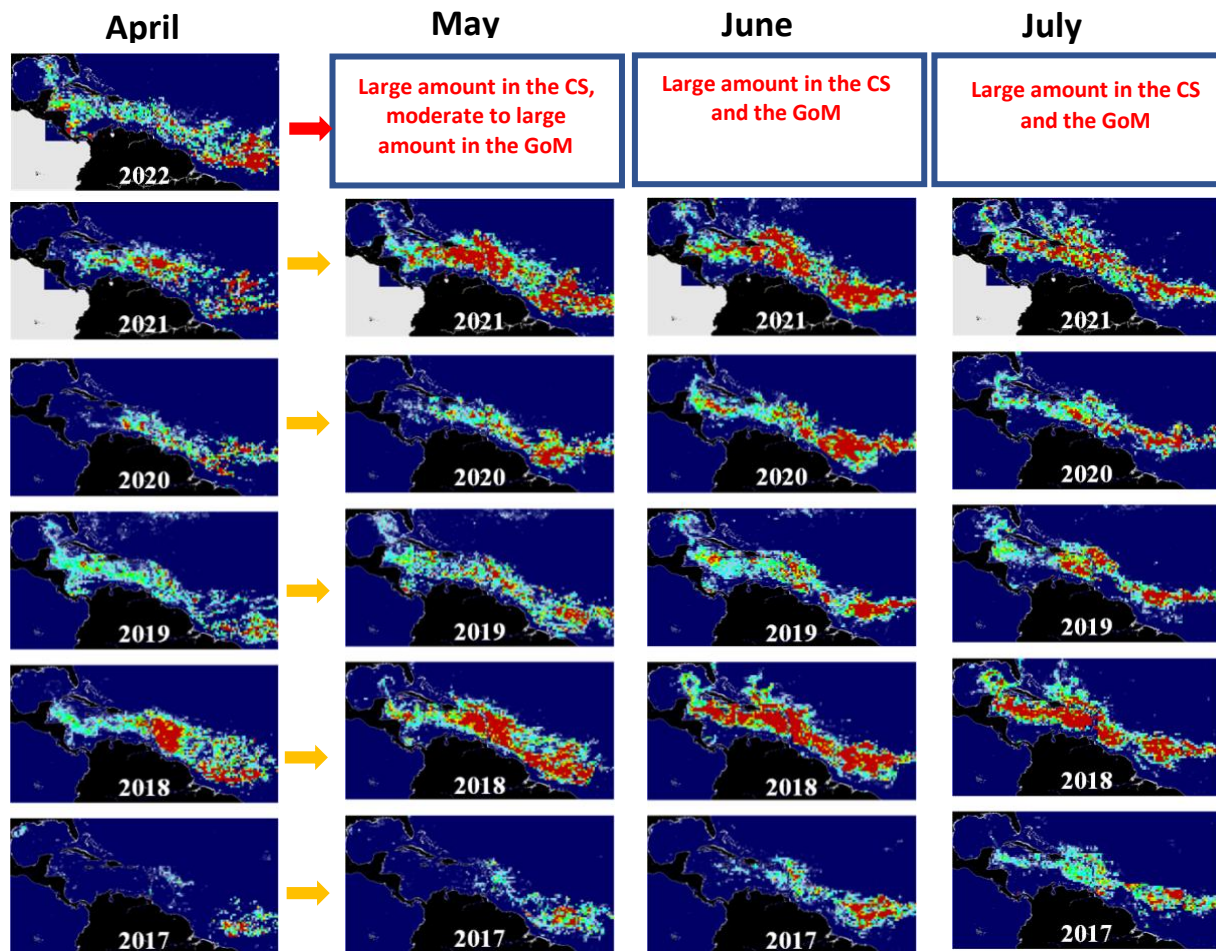 April
May
June
July
2022
Large amount in the CS,
moderate to large
amount in the GoM
Large amount in the CS
and the GoM
Large amount in the CS
and the GoM
2021
2021
2021
2021
2020
2020
2020
2020
2019
2019
2019
2019
2018
2018
2018
2018
2017
2017
2017
2017